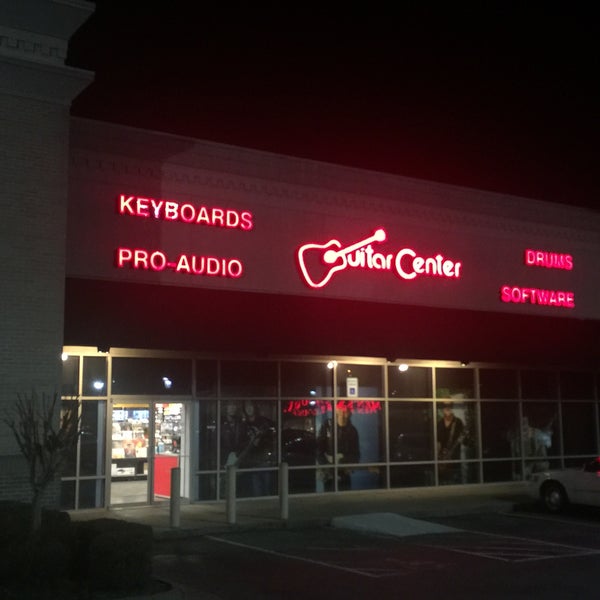 KEYBOARDS
PRO-AUDIO
Guitar Center
DRUMS
SOFTWARE